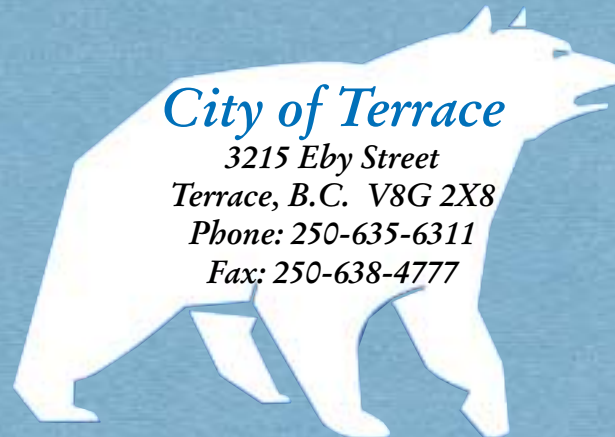 City of Terrace
3215 Eby Street
Terrace, B.C.  V8G 2X8
Phone: 250-635-6311
Fax: 250-638-4777